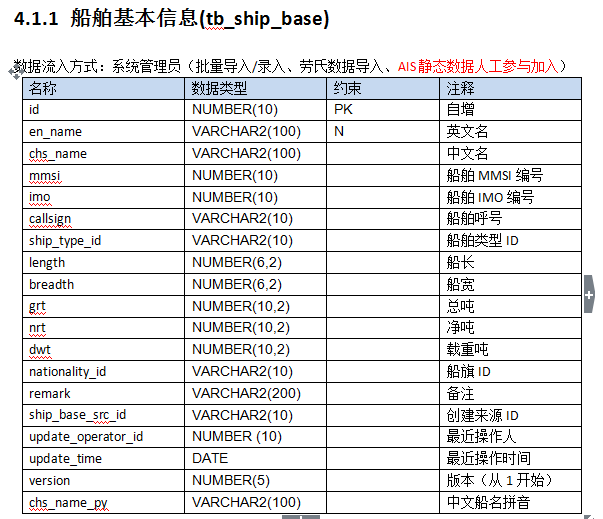 4.1.1 船舶基本信息(tb_ship_base)
数据流入方式：系统管理员（批量导入/录入、劳氏数据导入、AIS静态数据人工参与加入）
名称 数据类型 约束 注释
id NUMBER(10) PK 自增
en_name VARCHAR2(100) N 英文名
chs_name VARCHAR2(100) 中文名
mmsi NUMBER(10) 船舶 MMSI 编号
imo NUMBER(10) 船舶 IMO 编号
callsign VARCHAR2(10) 船舶呼号
ship_type_id VARCHAR2(10) 船舶类型 ID
length NUMBER(6,2) 船长
breadth NUMBER(6,2) 船宽
grt NUMBER(10,2) 总吨
nrt NUMBER(10,2) 净吨
dwt NUMBER(10,2) 载重吨
nationality_id VARCHAR2(10) 船旗 ID
remark VARCHAR2(200) 备注
ship_base_src_id VARCHAR2(10) 创建来源 ID
update_operator_id NUMBER (10) 最近操作人
update_time DATE 最近操作时间
version NUMBER(5) 版本（从 1 开始）
chs_name_py VARCHAR2(100) 中文船名拼音